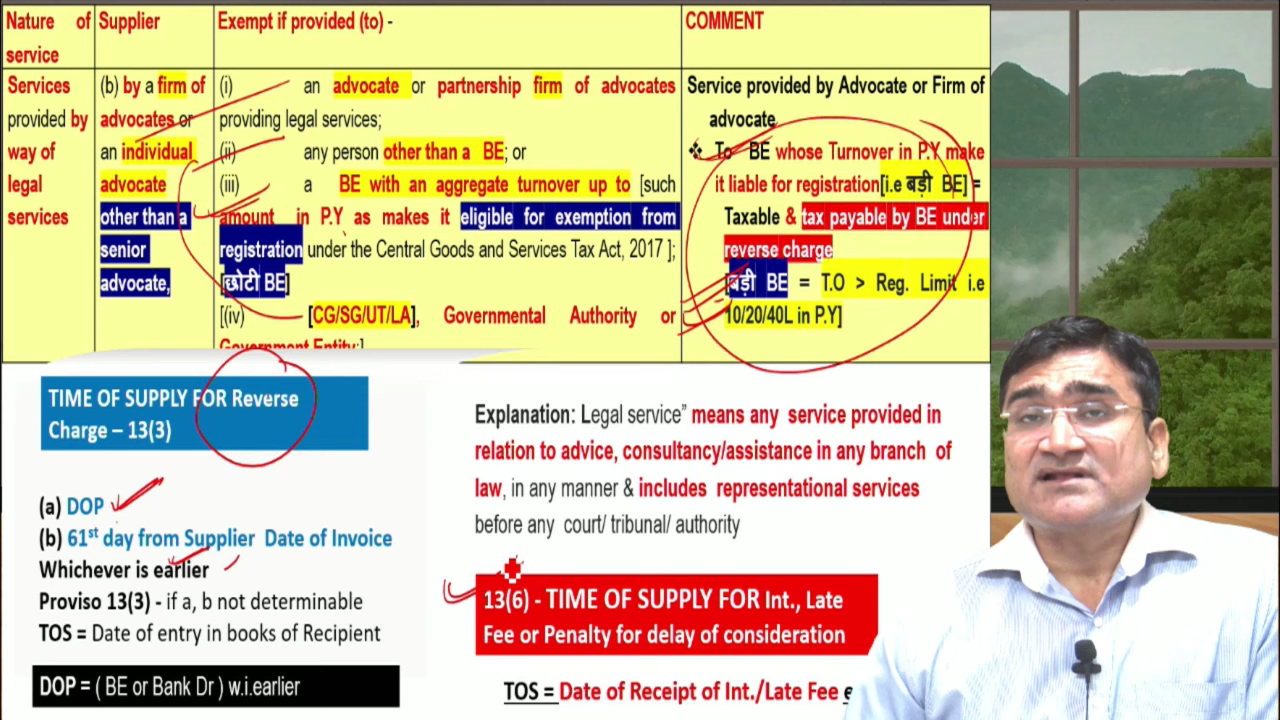 Nature of service
Supplier
Exempt if provided (to) -
COMMENT
Services
provided by
way of
legal
services
(b) by a firm of
advocates or
an individual
advocate
other than a
senior
advocate,
(i) an advocate or partnership firm of advocates
providing legal services;
(ii) any person other than a BE; or
(iii) a BE with an aggregate turnover up to [such
amount in P.Y as makes it eligible for exemption from
registration under the Central Goods and Services Tax Act, 2017 ];
[छोटी BE]
[(iv) [CG/SG/UT/LA], Governmental Authority or
Government Entity;]
Service provided by Advocate or Firm of
advocate
❖ To BE whose Turnover in P.Y make
it liable for registration[i.e बड़ी BE] =
Taxable & tax payable by BE under
reverse charge
[बड़ी BE = T.O > Reg. Limit i.e
10/20/40L in P.Y]
TIME OF SUPPLY FOR Reverse
Charge – 13(3)
(a) DOP
(b) 61st day from Supplier Date of Invoice
Whichever is earlier
Proviso 13(3) - if a, b not determinable
TOS = Date of entry in books of Recipient
DOP = ( BE or Bank Dr ) w.i.earlier
Explanation: Legal service” means any service provided in
relation to advice, consultancy/assistance in any branch of
law, in any manner & includes representational services
before any court/ tribunal/ authority
13(6) - TIME OF SUPPLY FOR Int., Late
Fee or Penalty for delay of consideration
TOS = Date of Receipt of Int./Late Fee